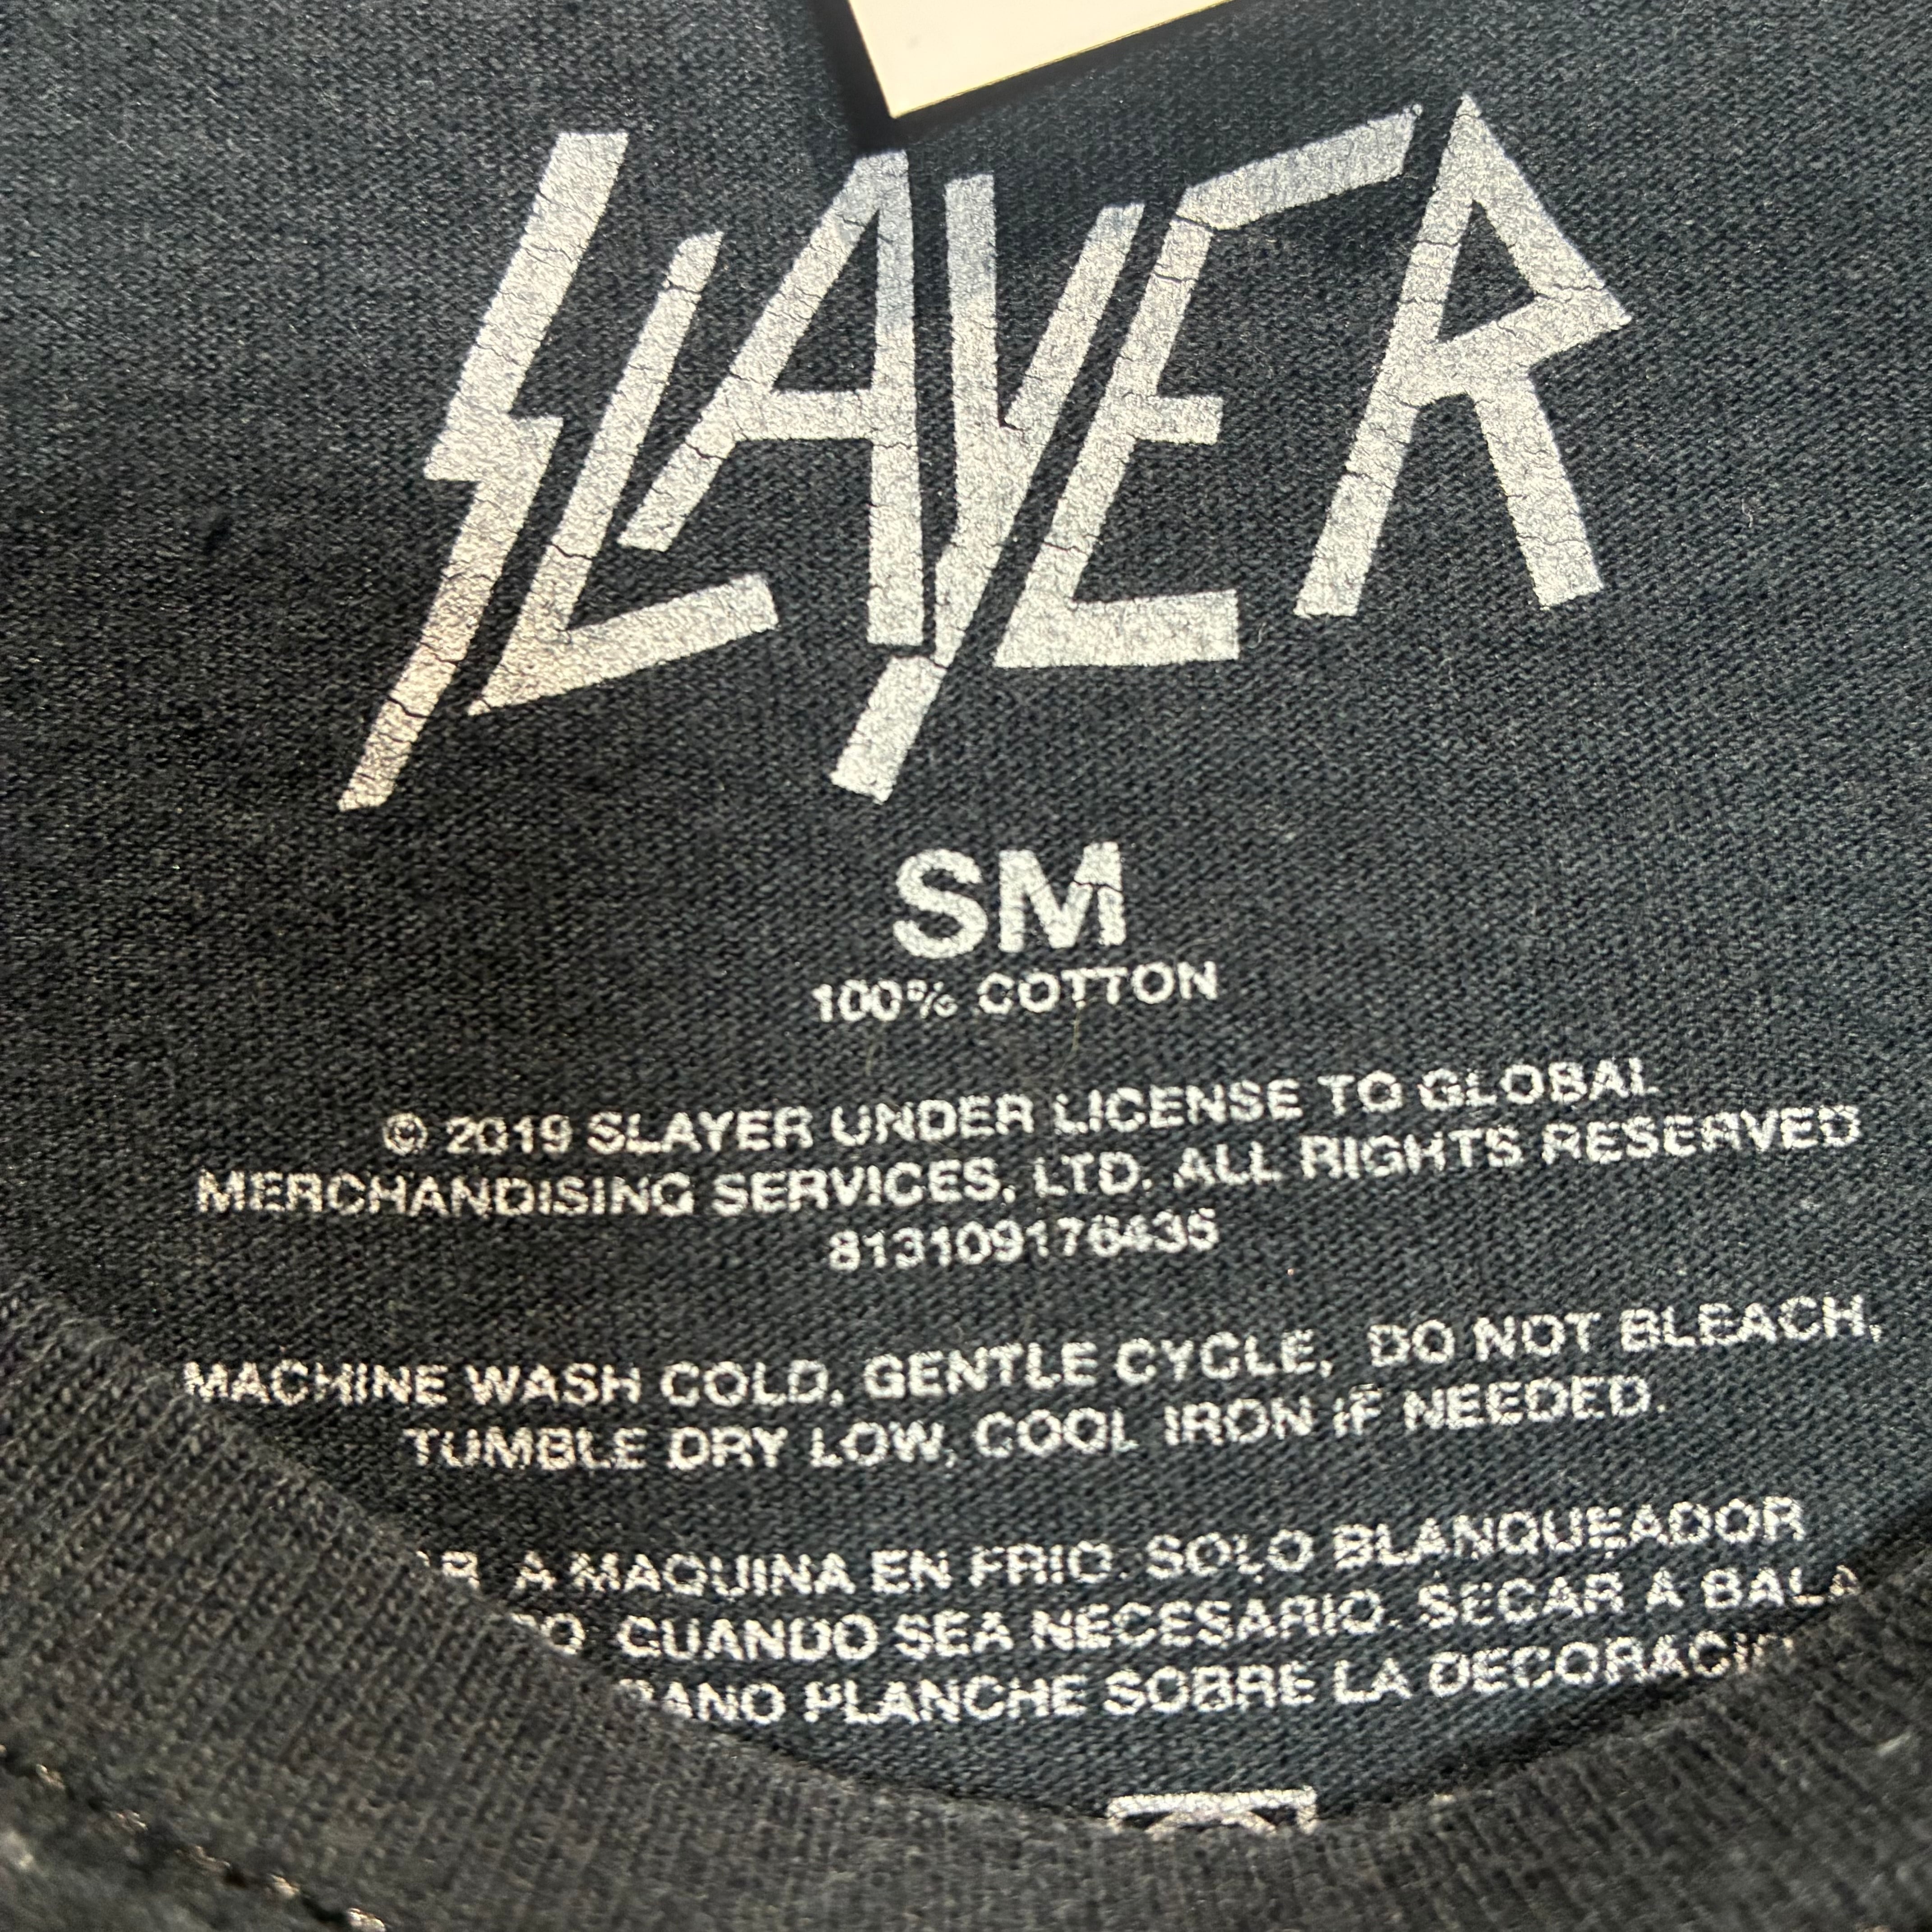 SLAYER
SM
100% COTTON
© 2019 SLAYER UNDER LICENSE TO GLOBAL
MERCHANDISING SERVICES, LTD. ALL RIGHTS RESERVED
813109176435
MACHINE WASH COLD, GENTLE CYCLE, DO NOT BLEACH,
TUMBLE DRY LOW, COOL IRON IF NEEDED.
A MAQUINA EN FRIO. SOLO BLANQUEADOR
CUANDO SEA NECESARIO. SECAR A
PLANCHE SOBRE LA